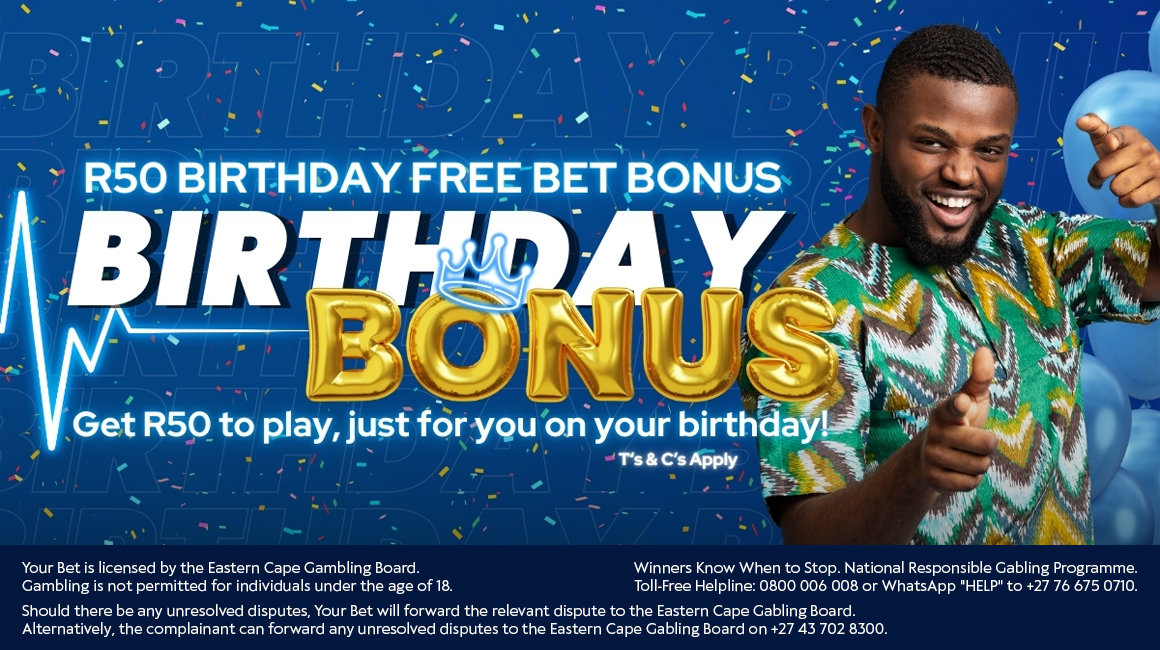 R50 BIRTHDAY FREE BET BONUS
BIRTHDAY
BONUS
Get R50 to play, just for you on your birthday!
T's & C's Apply
Your Bet is licensed by the Eastern Cape Gambling Board.
Gambling is not permitted for individuals under the age of 18.
Winners Know When to Stop. National Responsible Gabling Programme.
Toll-Free Helpline: 0800 006 008 or WhatsApp "HELP" to +27 76 675 0710.
Should there be any unresolved disputes, Your Bet will forward the relevant dispute to the Eastern Cape Gabling Board.
Alternatively, the complainant can forward any unresolved disputes to the Eastern Cape Gabling Board on +27 43 702 8300.